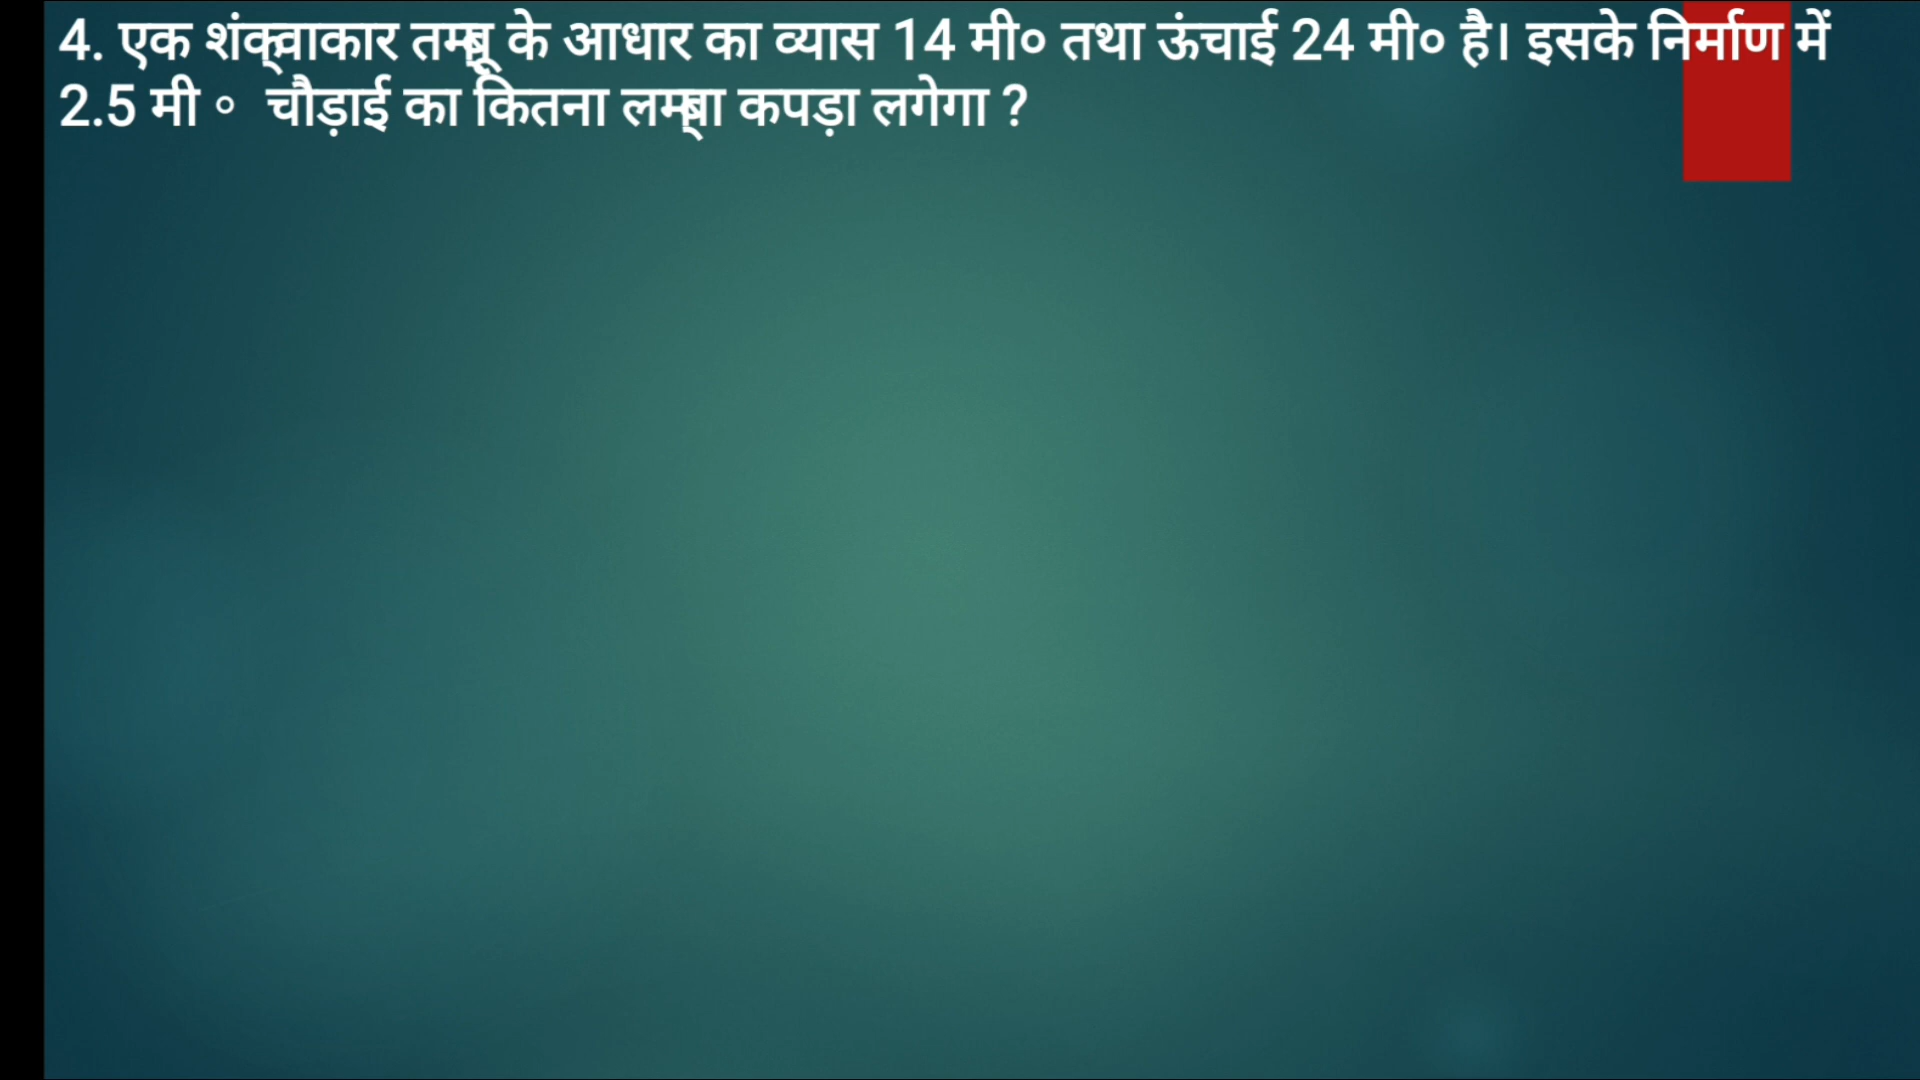 4. एक शंक्वाकार तम्बू के आधार का व्यास 14 मी० तथा ऊंचाई 24 मी० है। इसके निर्माण में
2.5 मी ० चौड़ाई का कितना लम्बा कपड़ा लगेगा ?